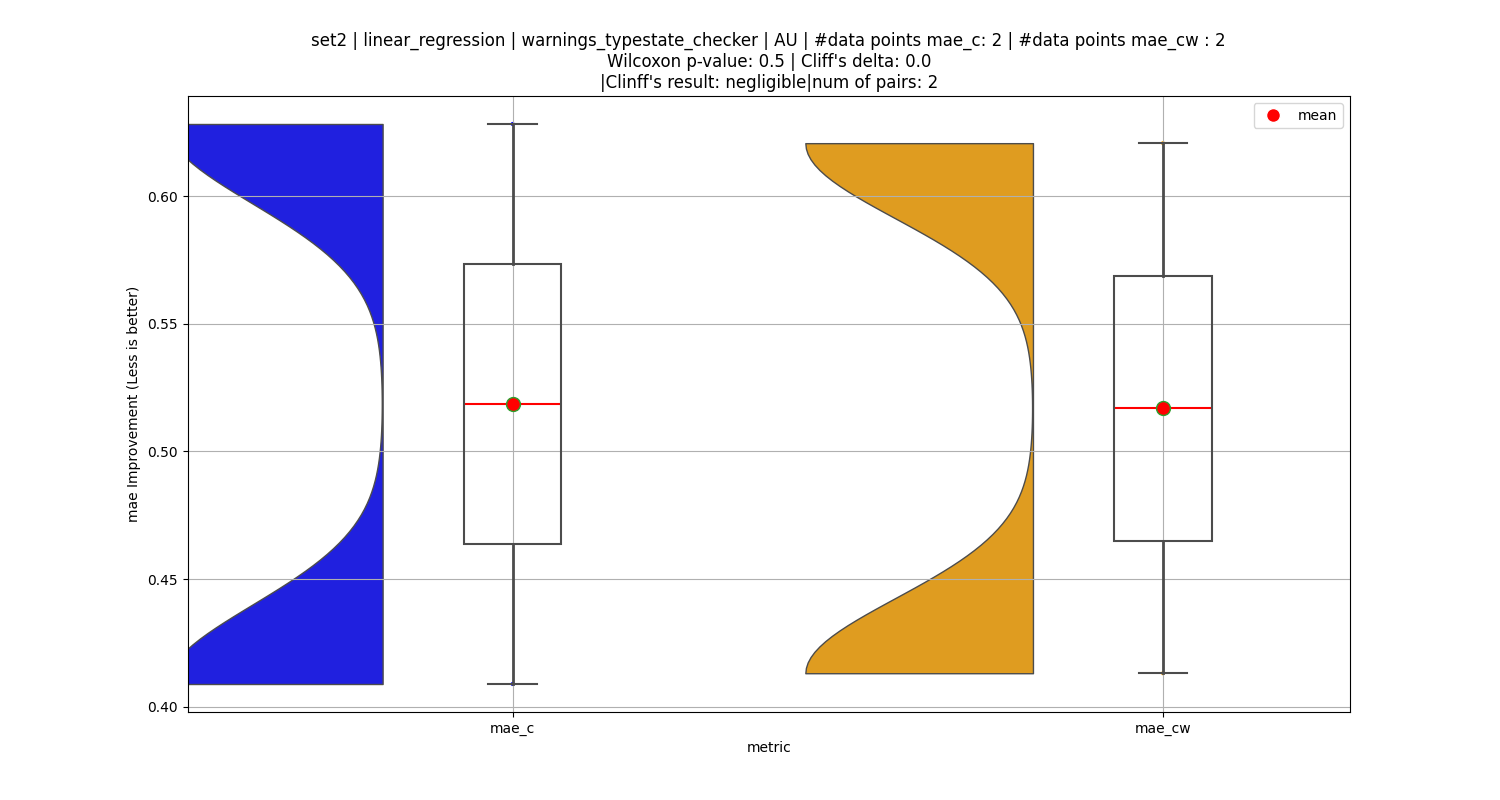 set2 | linear_regression | warnings_typestate_checker | AU | #data points mae_c: 2 | #data points mae_cw : 2
Wilcoxon p-value: 0.5 | Cliff's delta: 0.0
|Clinff's result: negligible|num of pairs: 2
mean
0.60
0.55
0.50
0.45
0.40
mae Improvement (Less is better)
mae_c
mae_cw
metric